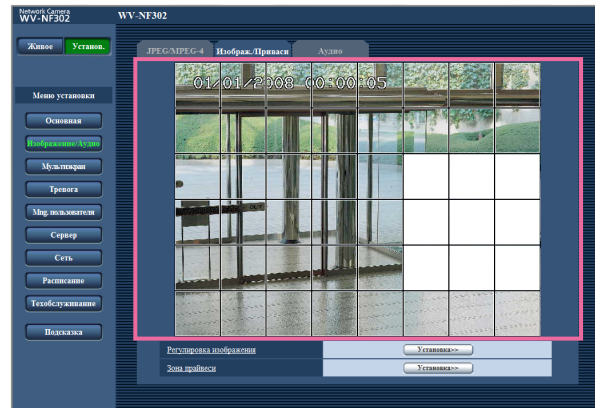 Network Camera
WV-NF302
WV-NF302
Живое Установ.
JPEG/MPEG-4 Изображ./Приваси Аудио
01/01/2008 00:00:05
Меню установки
Основная
Изображение/Аудио
Мультиэкран
Тревога
Mng. пользователя
Сервер
Сеть
Расписание
Техобслуживание
Подсказка
Регулировка изображения Установка>>
Зона прайвеси Установка>>